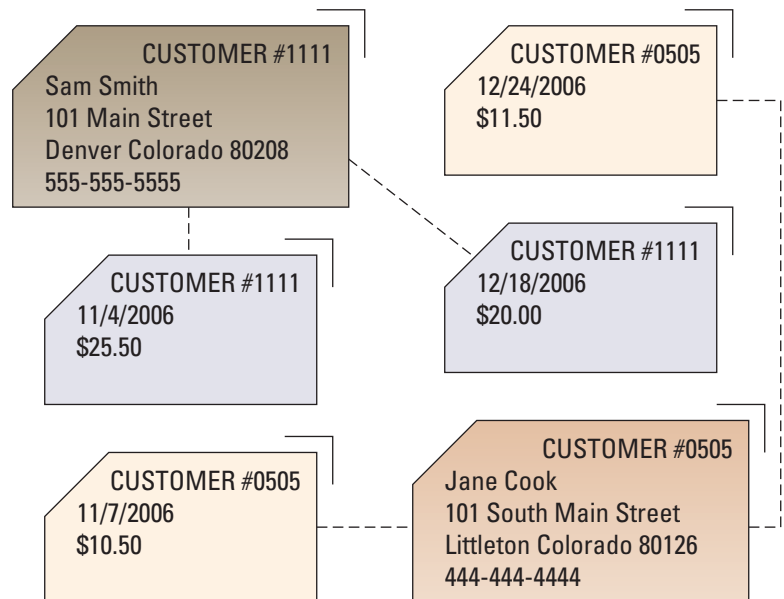 CUSTOMER #1111
Sam Smith
101 Main Street
Denver Colorado 80208
555-555-5555
CUSTOMER #0505
12/24/2006
$11.50
CUSTOMER #1111
11/4/2006
$25.50
CUSTOMER #1111
12/18/2006
$20.00
CUSTOMER #0505
11/7/2006
$10.50
CUSTOMER #0505
Jane Cook
101 South Main Street
Littleton Colorado 80126
444-444-4444